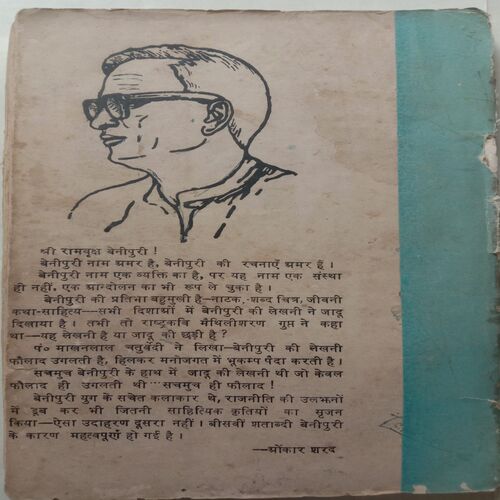 श्री रामवृक्ष बेनीपुरी !
बेनीपुरी नाम अमर है, बेनीपुरी की रचनाएँ अमर हैं ।
बेनीपुरी नाम एक व्यक्ति का है, पर यह नाम एक संस्था
ही नहीं, एक आन्दोलन का भी रूप ले चुका है ।
बेनीपुरी की प्रतिभा बहुमुखी है—नाटक, शब्द चित्र, जीवनी
कथा-साहित्य—सभी दिशाओं में बेनीपुरी की लेखनी ने जादू
दिखाया है । तभी तो राष्ट्रकवि मैथिलीशरण गुप्त ने कहा
था—यह लेखनी है या जादू की छड़ी है ?
पं० माखनलाल चतुर्वेदी ने लिखा—बेनीपुरी की लेखनी
फौलाद उगलती है, हिलकर मनोजगत में भूकम्प पैदा करती है ।
सचमुच बेनीपुरी के हाथ में जादू की लेखनी थी जो केवल
फौलाद ही उगलती थी...सचमुच ही फौलाद !
बेनीपुरी युग के सचेत कलाकार थे, राजनीति की उलझनों
में डूब कर भी जितनी साहित्यिक कृतियों का सृजन
किया—ऐसा उदाहरण दूसरा नहीं । बीसवीं शताब्दी बेनीपुरी
के कारण महत्वपूर्ण हो गई है ।
—ओंकार शरद